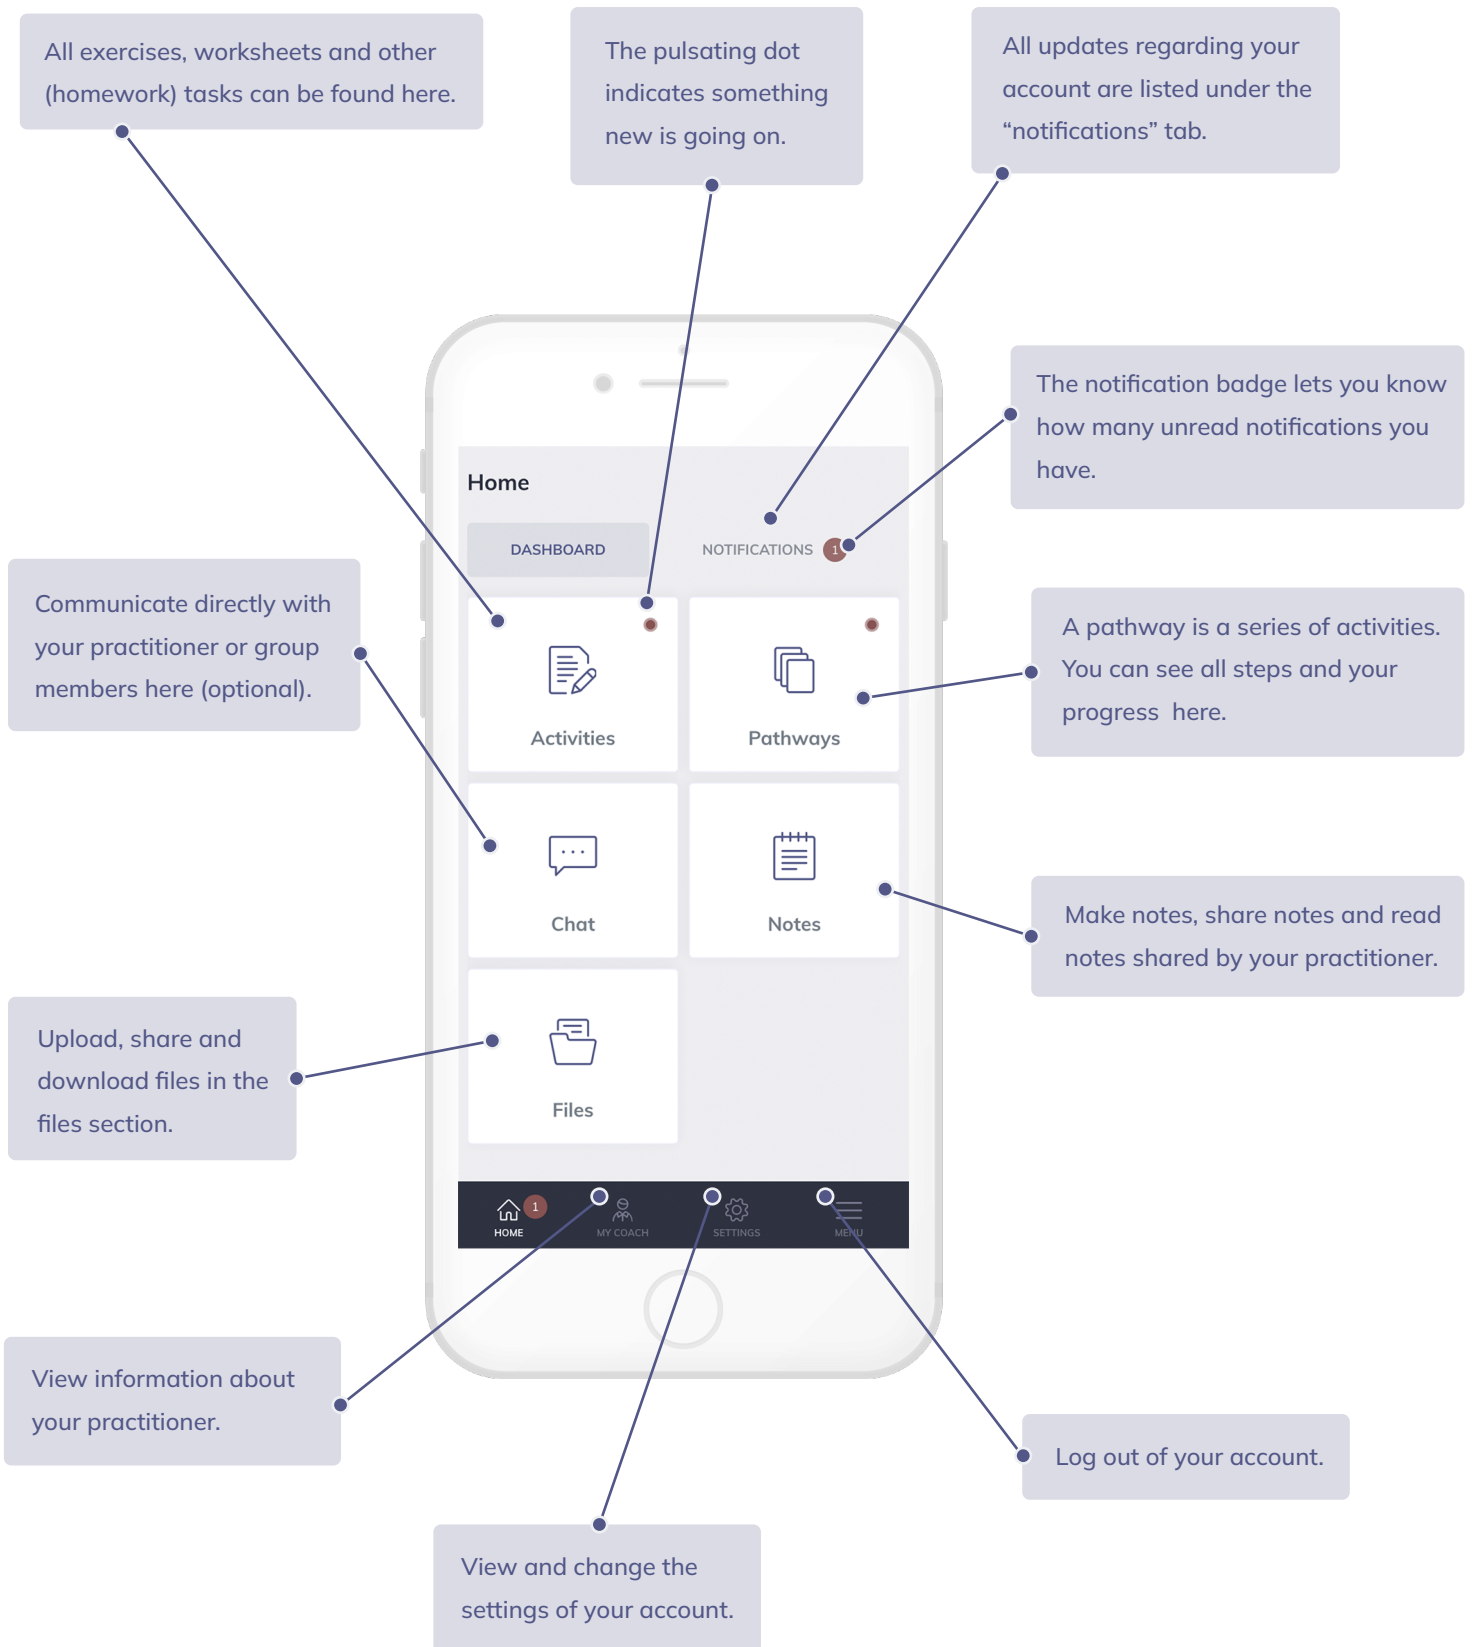 All exercises, worksheets and other
(homework) tasks can be found here.
The pulsating dot
indicates something
new is going on.
All updates regarding your
account are listed under the
“notifications” tab.
The notification badge lets you know
how many unread notifications you
have.
Home
DASHBOARD
NOTIFICATIONS 1
Communicate directly with
your practitioner or group
members here (optional).
A pathway is a series of activities.
You can see all steps and your
progress  here.
Activities
Pathways
Chat
Notes
Make notes, share notes and read
notes shared by your practitioner.
Upload, share and
download files in the
files section.
Files
1
HOME
MY COACH
SETTINGS
MENU
View information about
your practitioner.
Log out of your account.
View and change the
settings of your account.